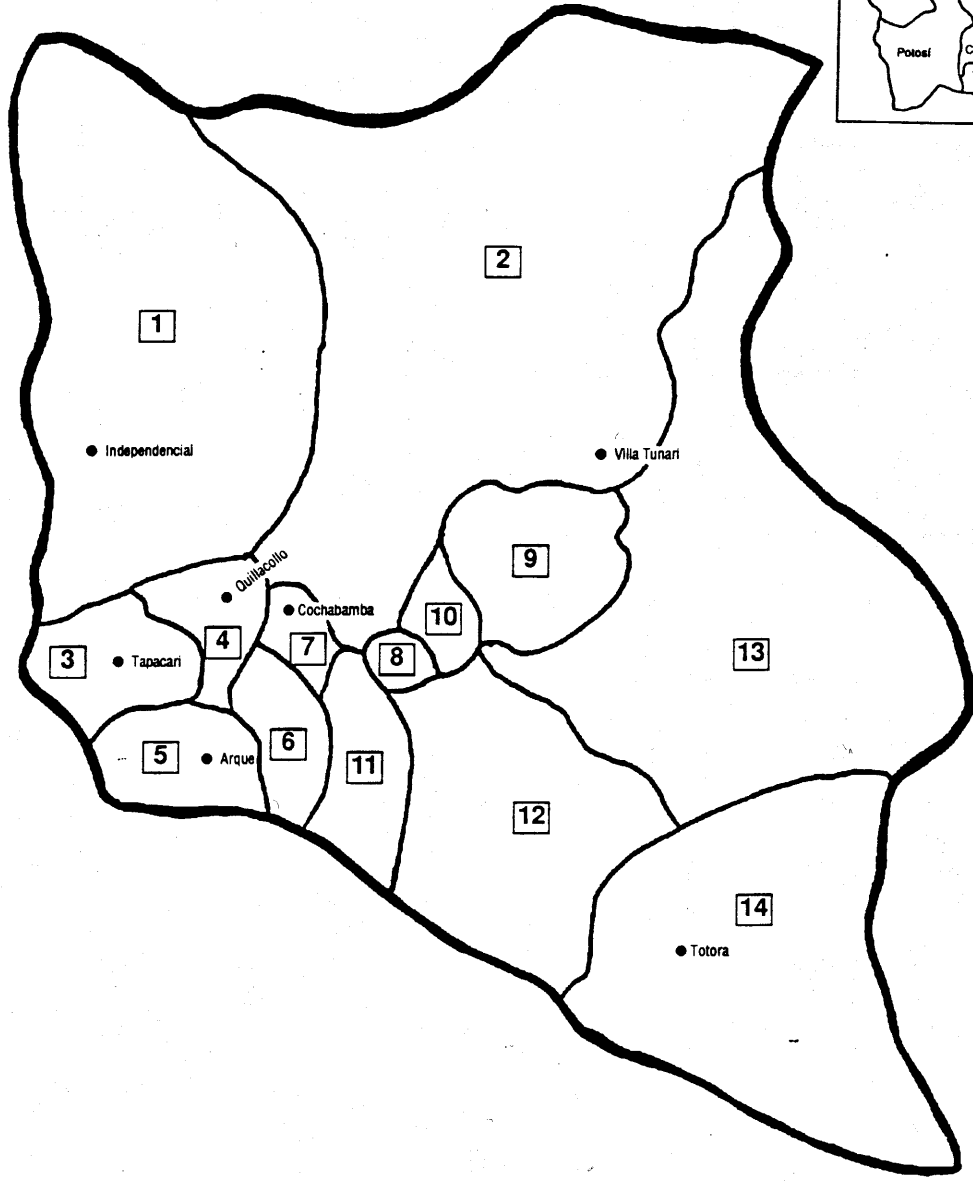 Potosí
C
2
1
Independencial
Villa Tunari
9
Quillacollo
Cochabamba
10
4
7
8
13
3
Tapacari
6
5
Arque
11
12
14
Totora